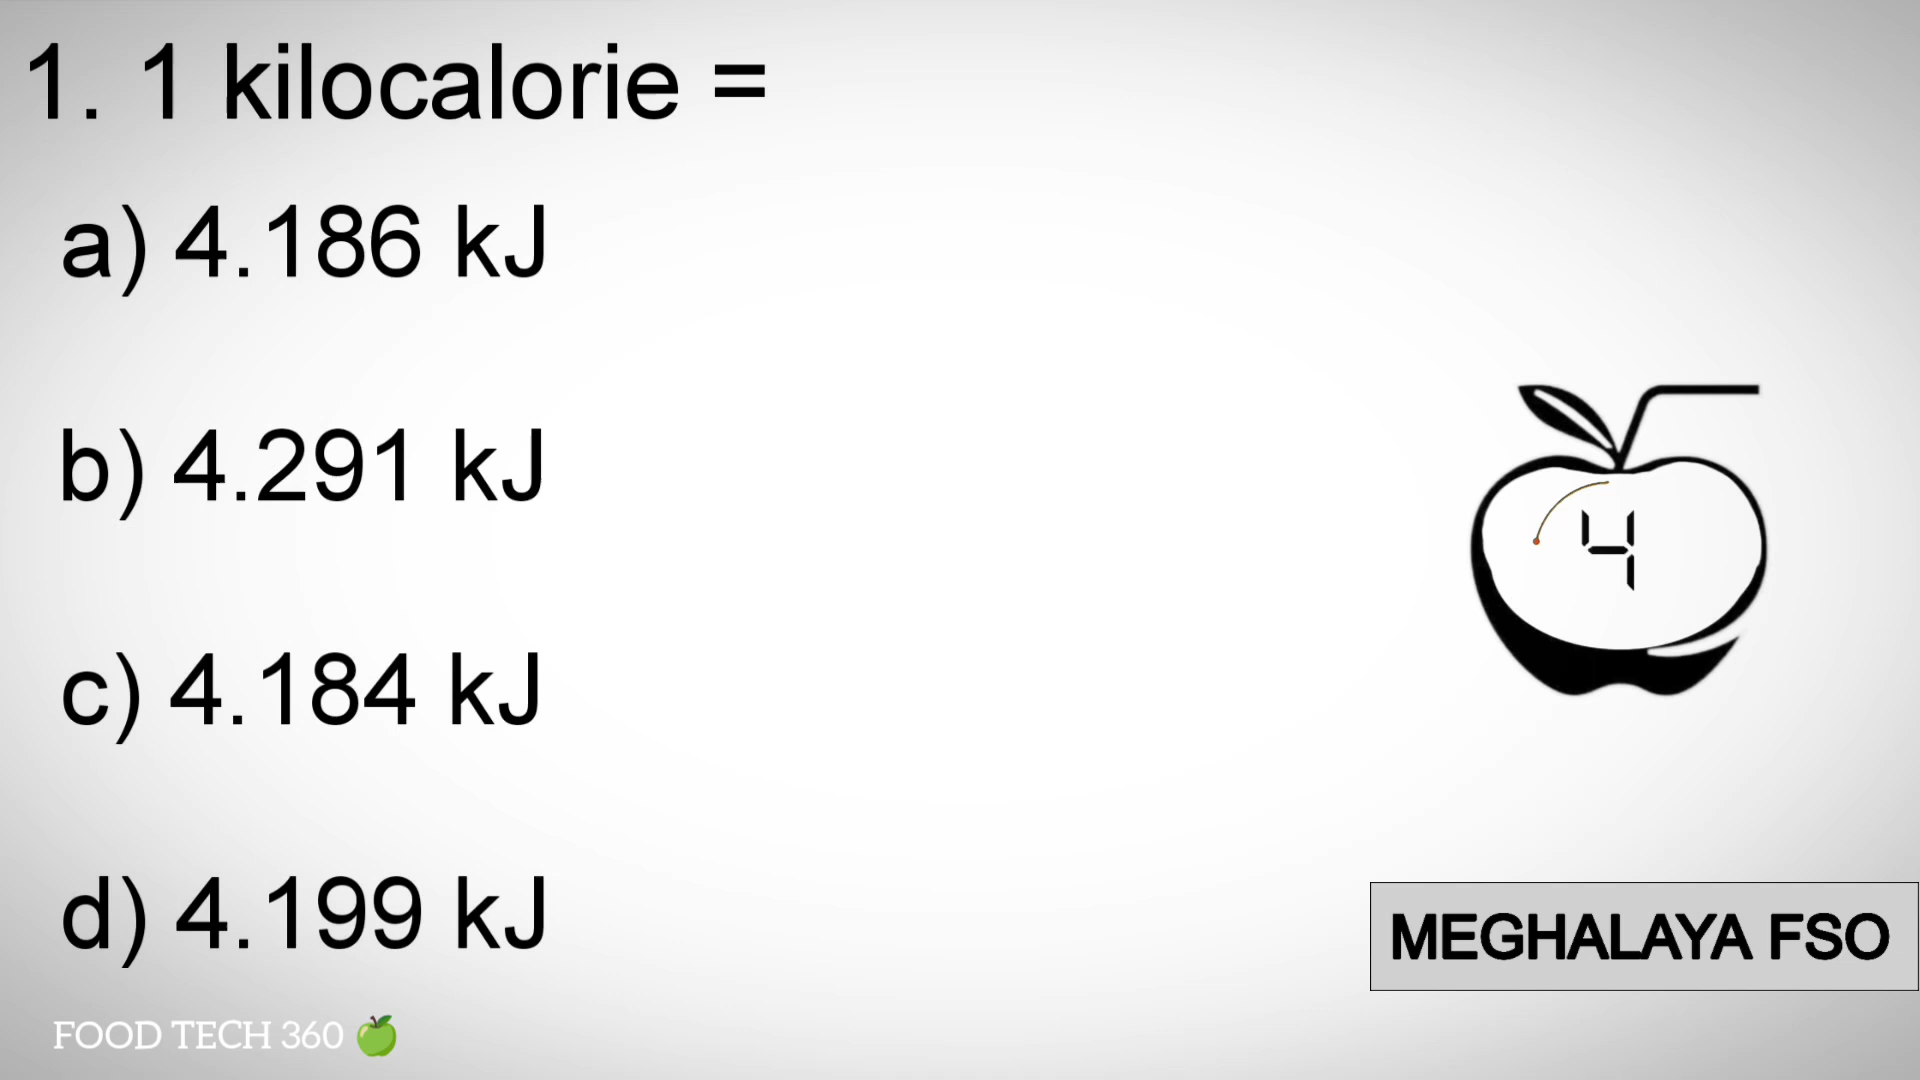 1. 1 kilocalorie =
a) 4.186 kJ
b) 4.291 kJ
c) 4.184 kJ
d) 4.199 kJ
4
MEGHALAYA FSO
FOOD TECH 360